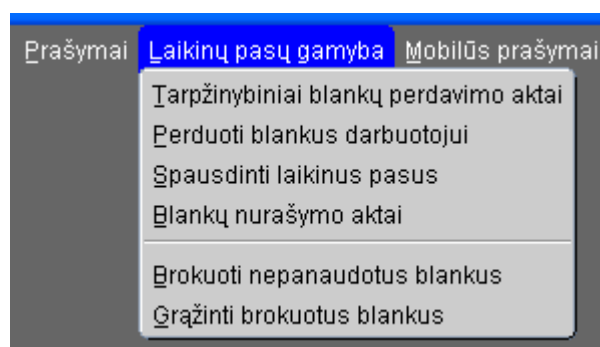 Prašymai Laikinų pasų gamyba Mobilūs prašymai
Tarpžinybiniai blankų perdavimo aktai
Perduoti blankus darbuotojui
Spausdinti laikinus pasus
Blankų nurašymo aktai
Brokuoti nepanaudotus blankus
Grąžinti brokuotus blankus